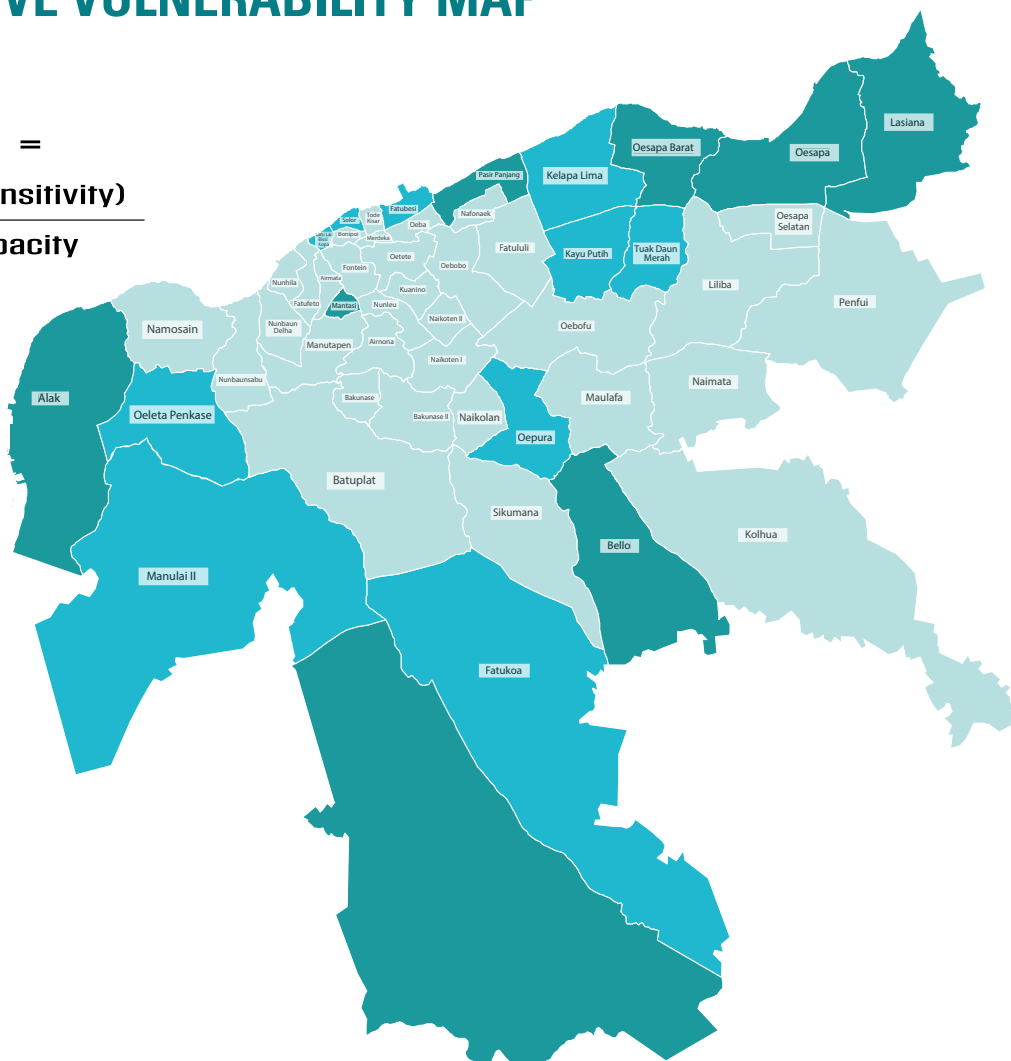 VE VULNERABILITY MAP
=
nsitivity)
pacity
Lasiana
Oesapa
Oesapa Barat
Kelapa Lima
Pasir Panjang
Fatubesi
Tode
Kisar
Solor
Nafonaek
Oeba
Bonipoi
Merdeka
Oesapa
Selatan
Fatululi
Kayu Putih
Tuak Daun
Merah
Oetete
Oebobo
Fontein
Airmata
Nunhila
Liliba
Kuanino
Penfui
Fatufeto
Mantasi
Nunleu
Naikoten II
Nunbaun
Delha
Oebofu
Namosain
Manutapen
Airnona
Naikoten I
Nunbaunsabu
Naimata
Alak
Bakunase
Maulafa
Oeleta Penkase
Bakunase II
Naikolan
Oepura
Batuplat
Sikumana
Kolhua
Bello
Manulai II
Fatukoa